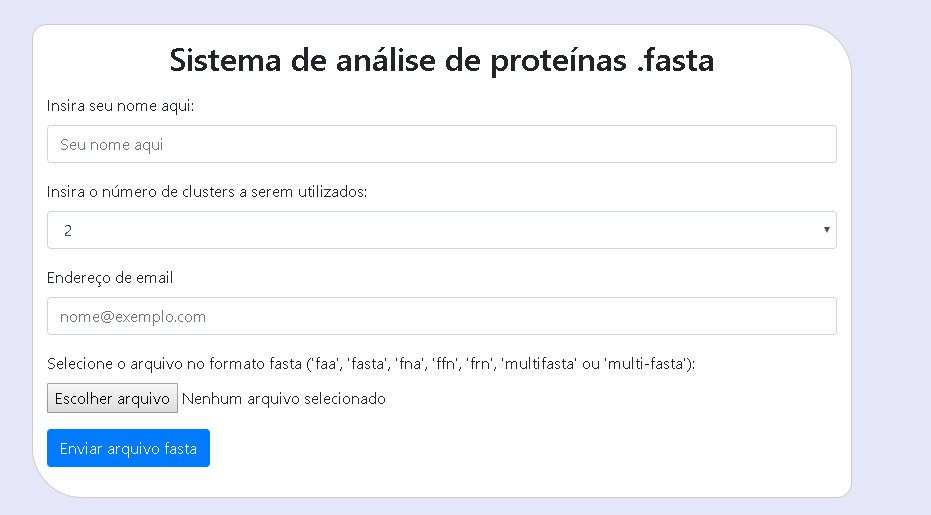 Sistema de análise de proteínas .fasta
Insira seu nome aqui:
Seu nome aqui
Insira o número de clusters a serem utilizados:
2
Endereço de email
nome@exemplo.com
Selecione o arquivo no formato fasta ('faa', 'fasta', 'fna', 'ffn', 'frn', 'multifasta' ou 'multi-fasta'):
Escolher arquivo Nenhum arquivo selecionado
Enviar arquivo fasta